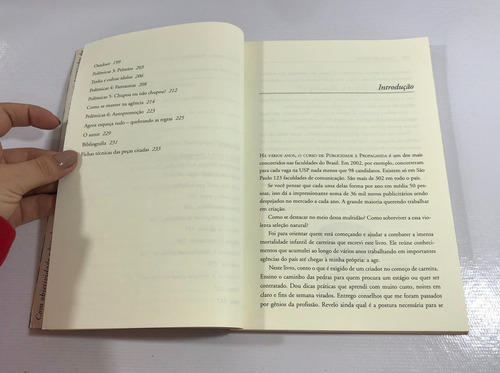 Outdoor 199
Polêmicas 3: Prêmios 203
Tenha e cultue ídolos 206
Polêmicas 4: Fantasmas 208
Polêmicas 5: Chupou ou não chupou? 212
Como se manter na agência 214
Polêmicas 6: Autopromoção 223
Agora esqueça tudo – quebrando as regras 225
O autor 229
Bibliografia 231
Fichas técnicas das peças citadas 233
Introdução
HÁ VÁRIOS ANOS, O CURSO DE PUBLICIDADE E PROPAGANDA é um dos mais
concorridos nas faculdades do Brasil. Em 2002, por exemplo, concorreram
para cada vaga na USP nada menos que 98 candidatos. Existem só em São
Paulo 123 faculdades de comunicação. São mais de 302 em todo o país.
Se você pensar que cada uma delas forma por ano em média 50 pes-
soas, isso dá a impressionante soma de 36 mil novos publicitários sendo
despejados no mercado a cada ano. A grande maioria querendo trabalhar
em criação.
Como se destacar no meio dessa multidão? Como sobreviver a essa vio-
lenta seleção natural?
Foi para orientar quem está começando e ajudar a combater a imensa
mortalidade infantil de carreiras que escrevi este livro. Ele reúne conheci-
mentos que acumulei ao longo de vários anos trabalhando em importantes
agências do país até chegar à minha própria: a age.
Neste livro, conto o que é exigido de um criador no começo de carreira.
Ensino o caminho das pedras para quem procura um estágio ou quer ser
contratado. Dou dicas práticas que aprendi com muito custo, noites em
claro e fins de semana virados. Entrego conselhos que me foram passados
por gênios da profissão. Revelo ainda qual é a postura necessária para se